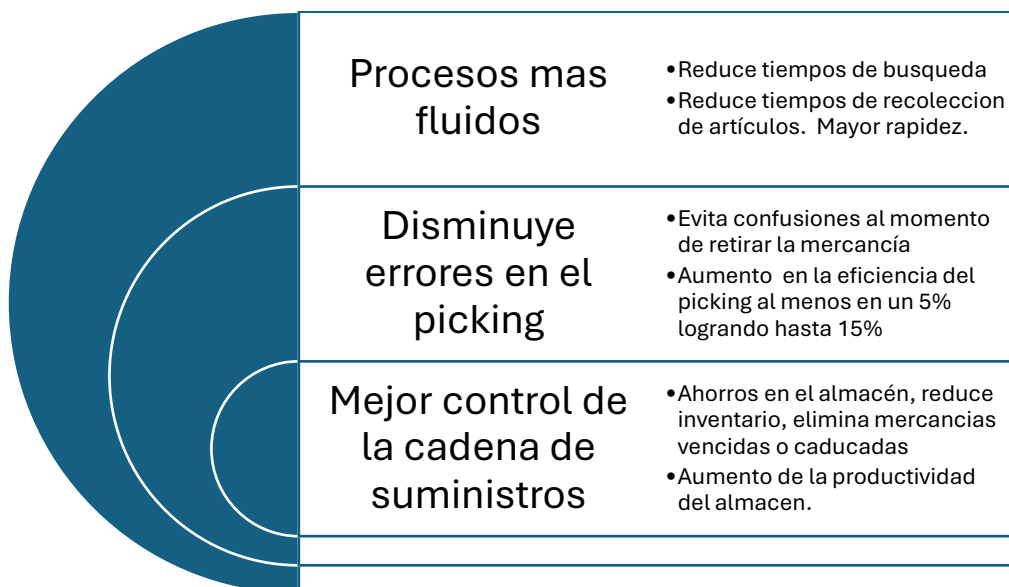 Procesos mas
fluidos
•Reduce tiempos de busqueda
•Reduce tiempos de recoleccion
de artículos.  Mayor rapidez.
Disminuye
errores en el
picking
•Evita confusiones al momento
de retirar la mercancía
•Aumento  en la eficiencia del
picking al menos en un 5%
logrando hasta 15%
Mejor control de
la cadena de
suministros
•Ahorros en el almacén, reduce
inventario, elimina mercancias
vencidas o caducadas
•Aumento de la productividad
del almacen.